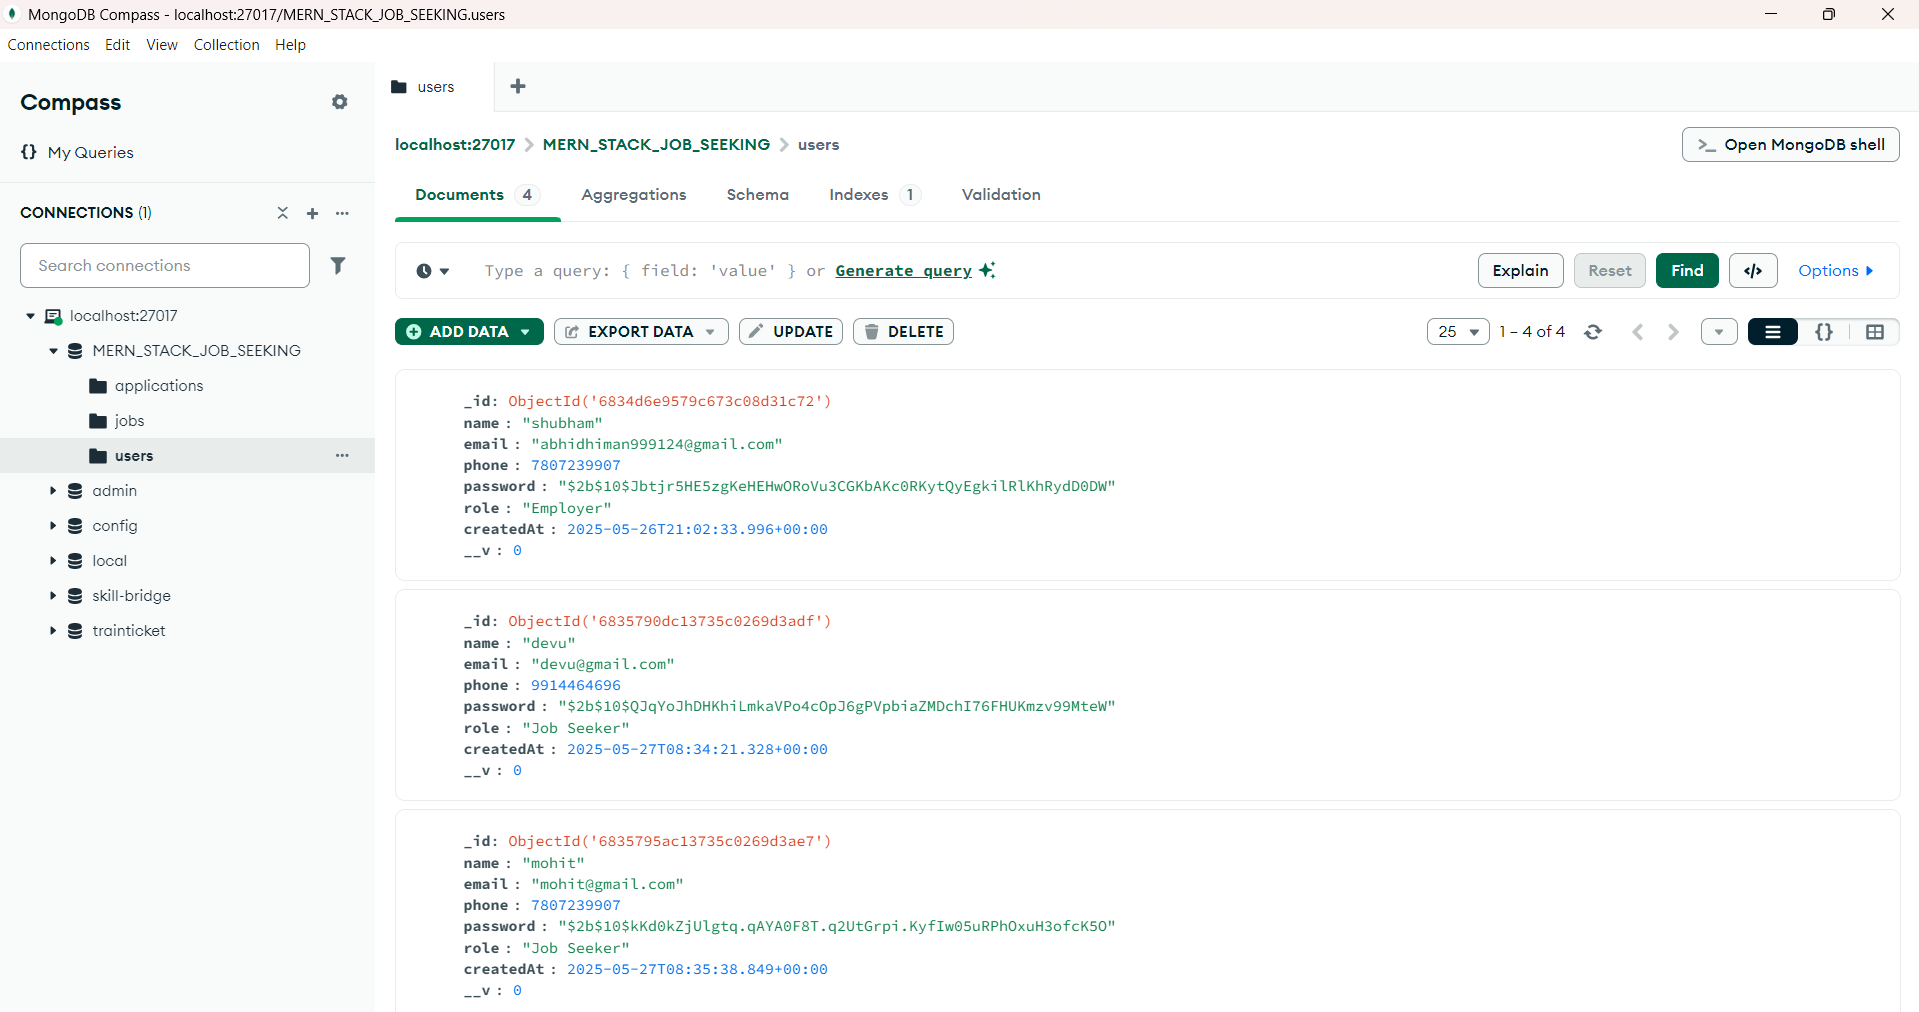 MongoDB Compass - localhost:27017/MERN_STACK_JOB_SEEKING.users
Connections Edit View Collection Help
Compass
{} My Queries
CONNECTIONS (1)
Search connections
localhost:27017
MERN_STACK_JOB_SEEKING
applications
jobs
users
admin
config
local
skill-bridge
trainticket
users
localhost:27017 > MERN_STACK_JOB_SEEKING > users
>_ Open MongoDB shell
Documents 4 Aggregations Schema Indexes 1 Validation
Type a query: { field: 'value' } or Generate query
Explain Reset Find </> Options
ADD DATA EXPORT DATA UPDATE DELETE
25 1 – 4 of 4 {}
_id: ObjectId('6834d6e9579c673c08d31c72')
name : "shubham"
email : "abhidhiman999124@gmail.com"
phone : 7807239907
password : "$2b$10$Jbtjr5HE5zgKeHEHwORoVu3CGKbAKc0RKytQyEgkilRlKhRydD0DW"
role : "Employer"
createdAt : 2025-05-26T21:02:33.996+00:00
__v : 0
_id: ObjectId('6835790dc13735c0269d3adf')
name : "devu"
email : "devu@gmail.com"
phone : 9914464696
password : "$2b$10$QJqYoJhDHKhiLmkaVPo4cOpJ6gPVpbiaZMDchI76FHUKmzv99MteW"
role : "Job Seeker"
createdAt : 2025-05-27T08:34:21.328+00:00
__v : 0
_id: ObjectId('6835795ac13735c0269d3ae7')
name : "mohit"
email : "mohit@gmail.com"
phone : 7807239907
password : "$2b$10$kKd0kZjUlgtq.qAYA0F8T.q2UtGrpi.KyfIw05uRPhOxuH3ofcK5O"
role : "Job Seeker"
createdAt : 2025-05-27T08:35:38.849+00:00
__v : 0